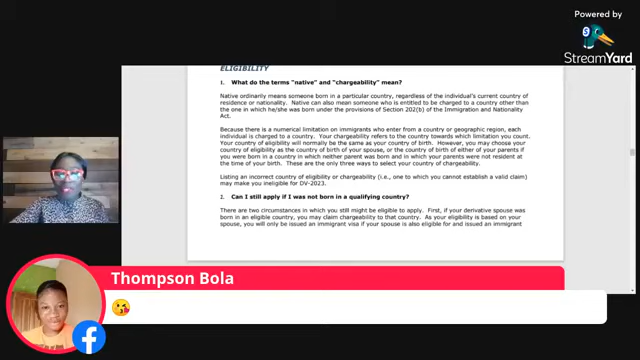 Powered by
StreamYard
ELIGIBILITY
1. What do the terms "native" and "chargeability" mean?
Native ordinarily means someone born in a particular country, regardless of the individual's current country of
residence or nationality. Native can also mean someone who is entitled to be charged to a country other than
the one in which he/she was born under the provisions of Section 202(b) of the Immigration and Nationality
Act.
Because there is a numerical limitation on immigrants who enter from a country or geographic region, each
individual is charged to a country. Your chargeability refers to the country towards which limitation you count.
Your country of eligibility will normally be the same as your country of birth. However, you may choose your
country of eligibility as the country of birth of your spouse, or the country of birth of either of your parents if
you were born in a country in which neither parent was born and in which your parents were not resident at
the time of your birth. These are the only three ways to select your country of chargeability.
Listing an incorrect country of eligibility or chargeability (i.e., one to which you cannot establish a valid claim)
may make you ineligible for DV-2023.
2. Can I still apply if I was not born in a qualifying country?
There are two circumstances in which you still might be eligible to apply. First, if your derivative spouse was
born in an eligible country, you may claim chargeability to that country. As your eligibility is based on your
spouse, you will only be issued an immigrant visa if your spouse is also eligible for and issued an immigrant
Thompson Bola